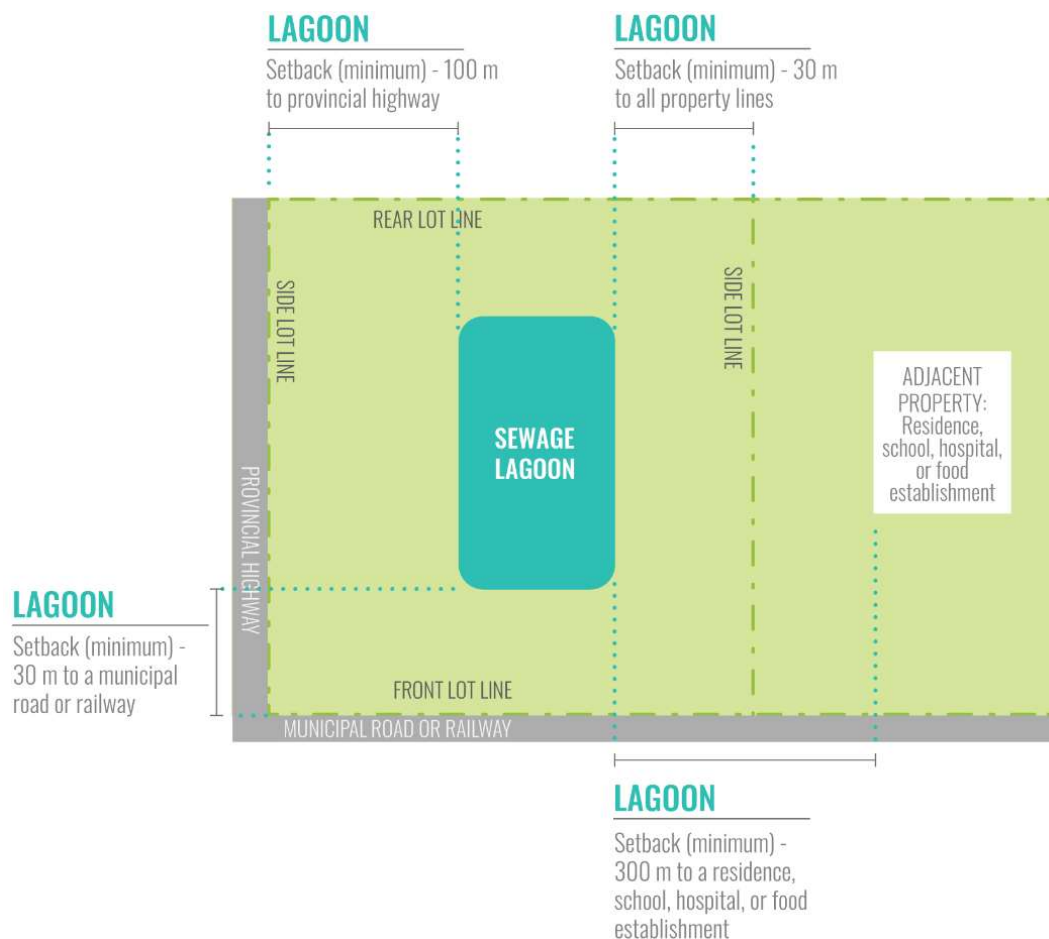 LAGOON
Setback (minimum) - 100 m
to provincial highway
LAGOON
Setback (minimum) - 30 m
to all property lines
REAR LOT LINE
SIDE LOT LINE
SIDE LOT LINE
SEWAGE
LAGOON
ADJACENT
PROPERTY:
Residence,
school, hospital,
or food
establishment
PROVINCIAL HIGHWAY
LAGOON
Setback (minimum) -
30 m to a municipal
road or railway
FRONT LOT LINE
MUNICIPAL ROAD OR RAILWAY
LAGOON
Setback (minimum) -
300 m to a residence,
school, hospital, or food
establishment